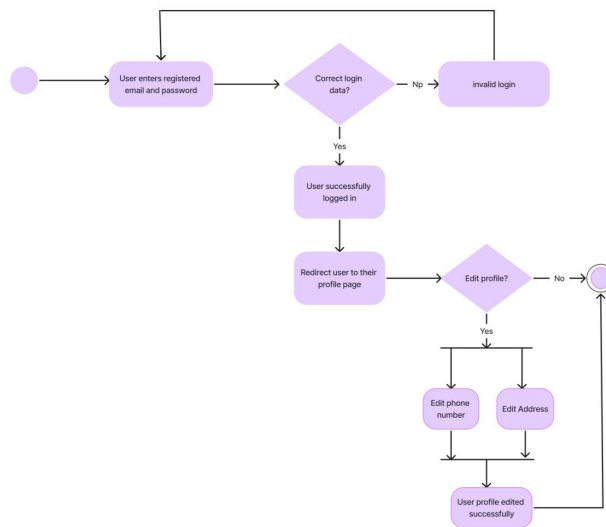 User enters registered
email and password
Correct login
data?
Np
invalid login
Yes
User successfully
logged in
Redirect user to their
profile page
Edit profile?
No
Yes
Edit phone
number
Edit Address
User profile edited
successfully